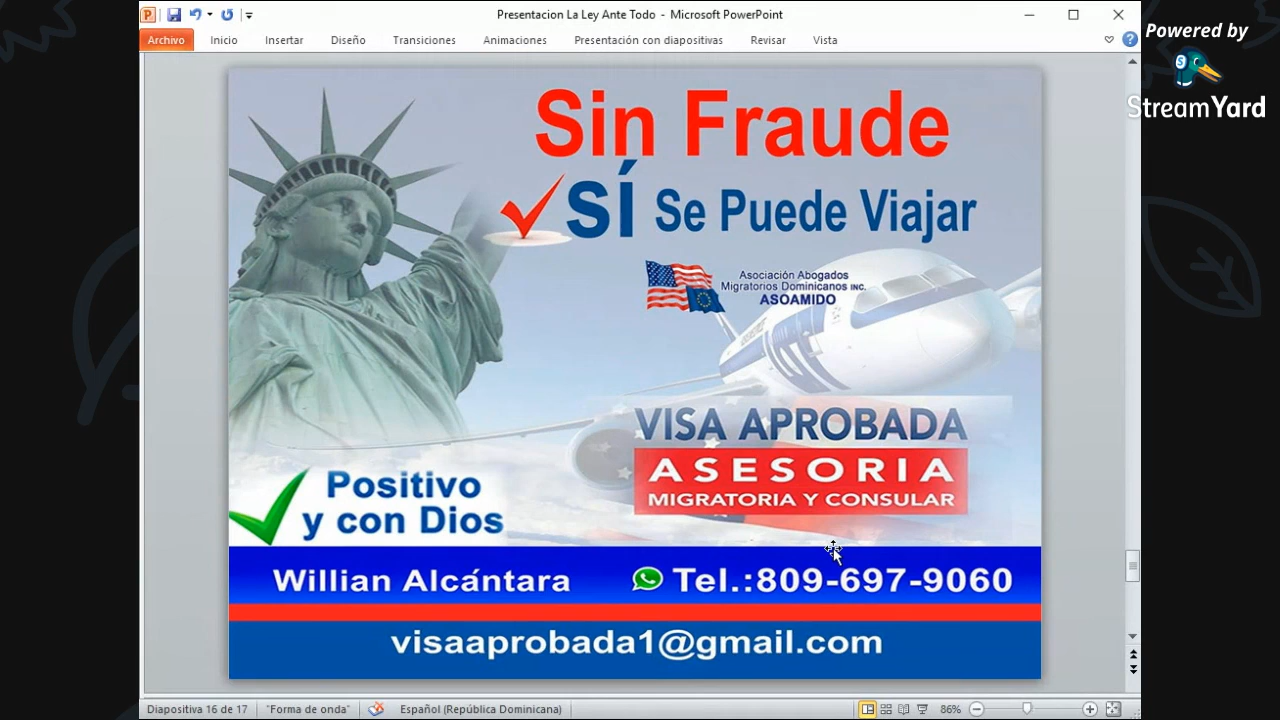 Presentacion La Ley Ante Todo - Microsoft PowerPoint
Powered by
StreamYard
Archivo Inicio Insertar Diseño Transiciones Animaciones Presentación con diapositivas Revisar Vista
Sin Fraude
SÍ Se Puede Viajar
Asociación Abogados
Migratorios Dominicanos INC.
ASOAMIDO
VISA APROBADA
ASESORIA
MIGRATORIA Y CONSULAR
Positivo
y con Dios
Willian Alcántara Tel.:809-697-9060
visaaprobada1@gmail.com
Diapositiva 16 de 17 "Forma de onda" Español (República Dominicana) 86%